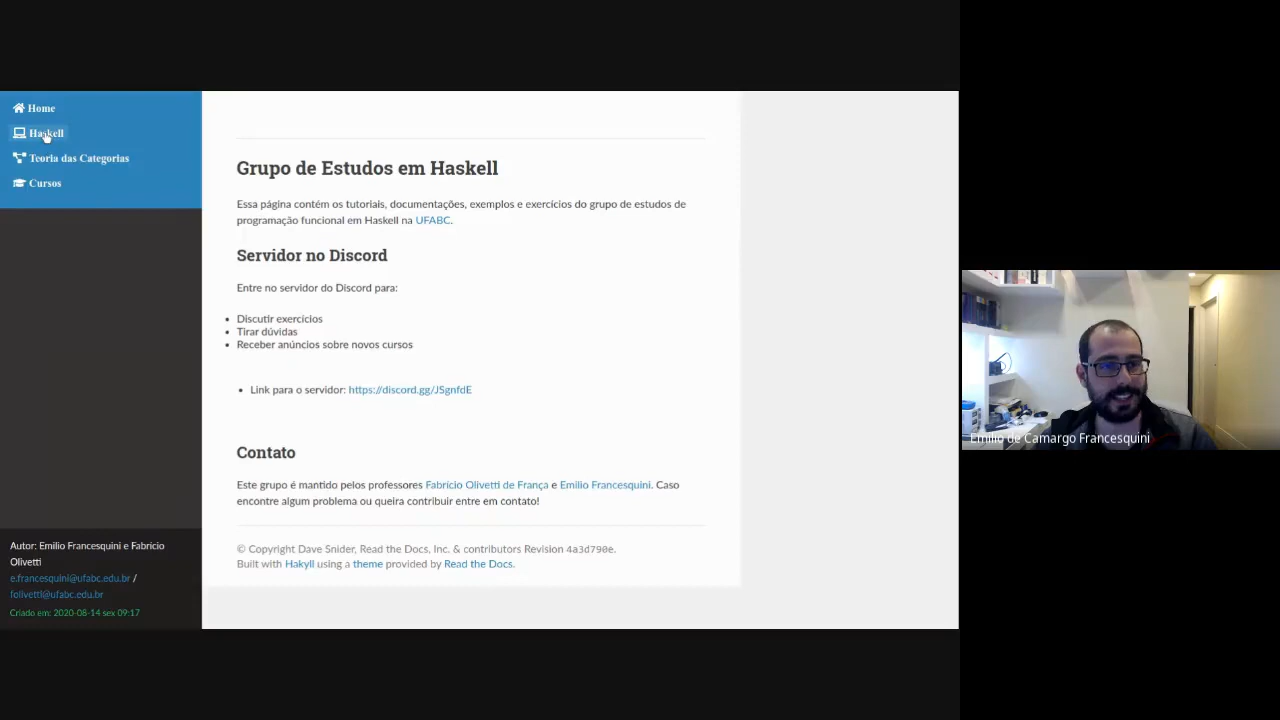 Home
Haskell
Teoria das Categorias
Cursos
Grupo de Estudos em Haskell
Essa página contém os tutoriais, documentações, exemplos e exercícios do grupo de estudos de
programação funcional em Haskell na UFABC.
Servidor no Discord
Entre no servidor do Discord para:
Discutir exercícios
Tirar dúvidas
Receber anúncios sobre novos cursos
Link para o servidor: https://discord.gg/JSgnfdE
Contato
Este grupo é mantido pelos professores Fabrício Olivetti de França e Emilio Francesquini. Caso
encontre algum problema ou queira contribuir entre em contato!
© Copyright Dave Snider, Read the Docs, Inc. & contributors Revision 4a3d790e.
Built with Hakyll using a theme provided by Read the Docs.
Autor: Emilio Francesquini e Fabrício
Olivetti
e.francesquini@ufabc.edu.br /
folivetti@ufabc.edu.br
Criado em: 2020-08-14 sex 09:17
Emilio de Camargo Francesquini